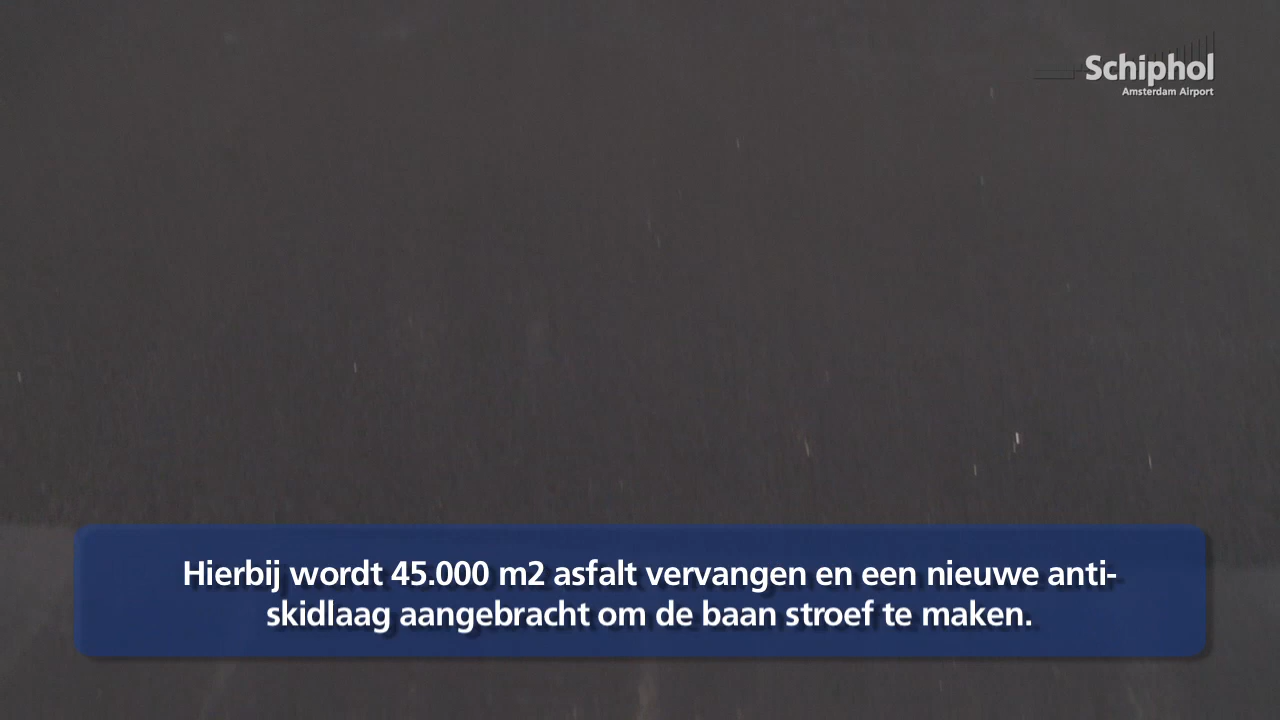 Schiphol
Amsterdam Airport
Hierbij wordt 45.000 m2 asfalt vervangen en een nieuwe anti-
skidlaag aangebracht om de baan stroef te maken.